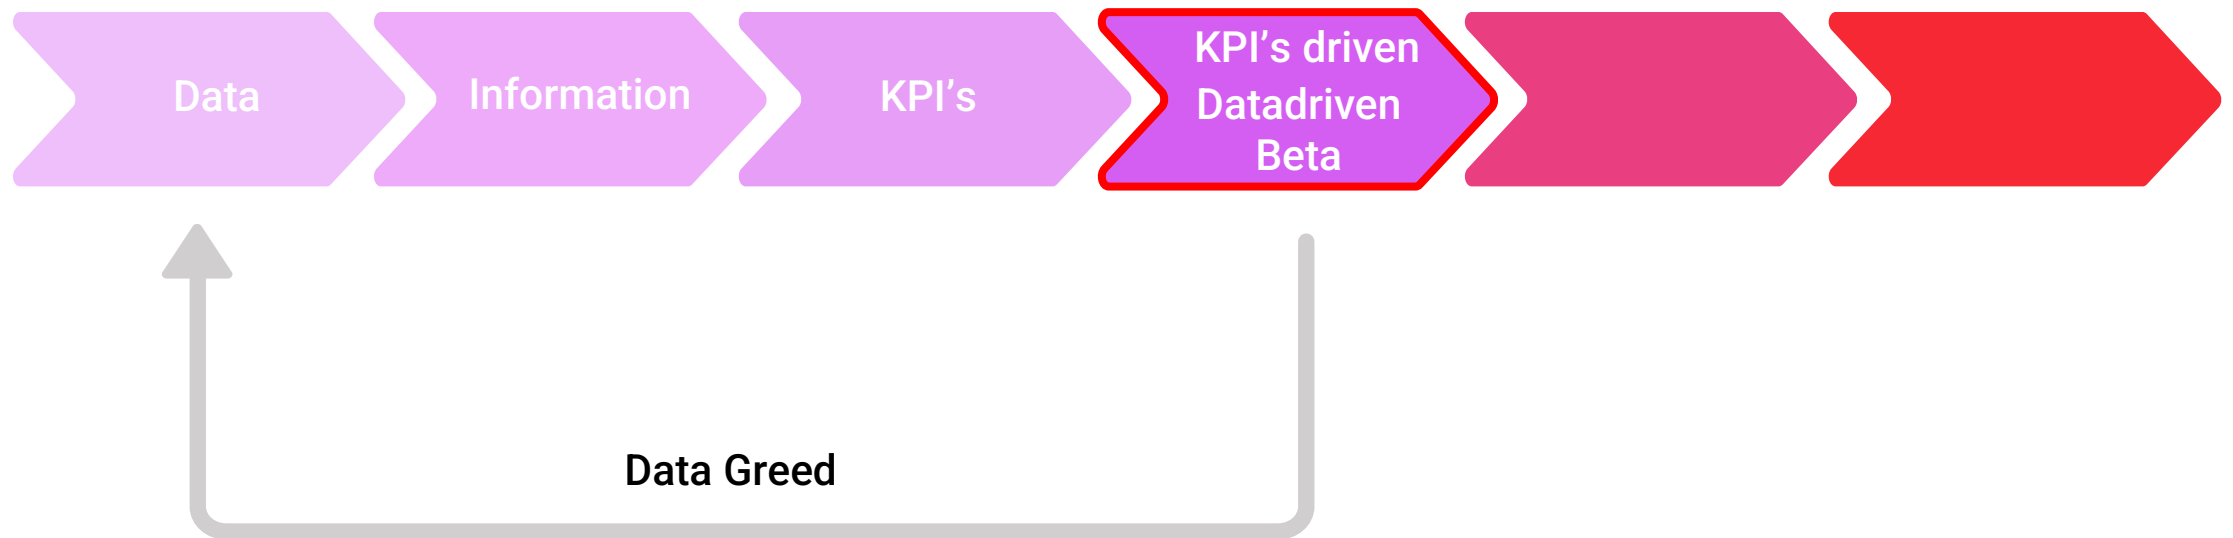 Data
Information
KPI’s
KPI’s driven
Datadriven
Beta
Data Greed